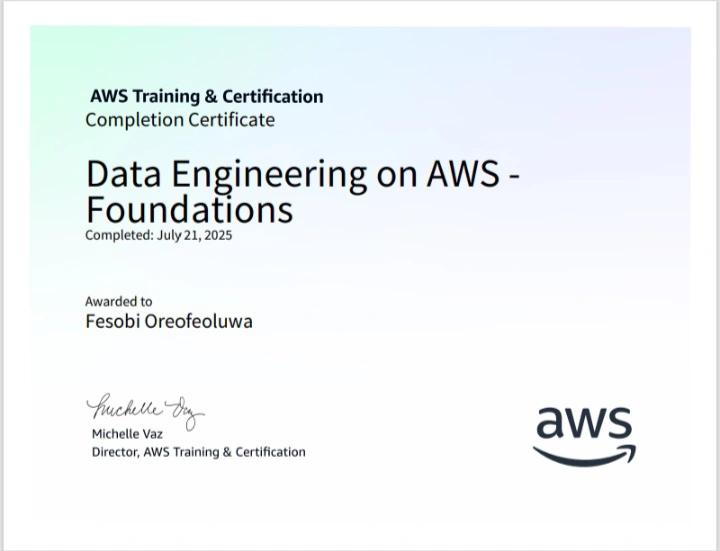 AWS Training & Certification
Completion Certificate
Data Engineering on AWS -
Foundations
Completed: July 21, 2025
Awarded to
Fesobi Oreofeoluwa
Michelle Vaz
Michelle Vaz
Director, AWS Training & Certification
aws